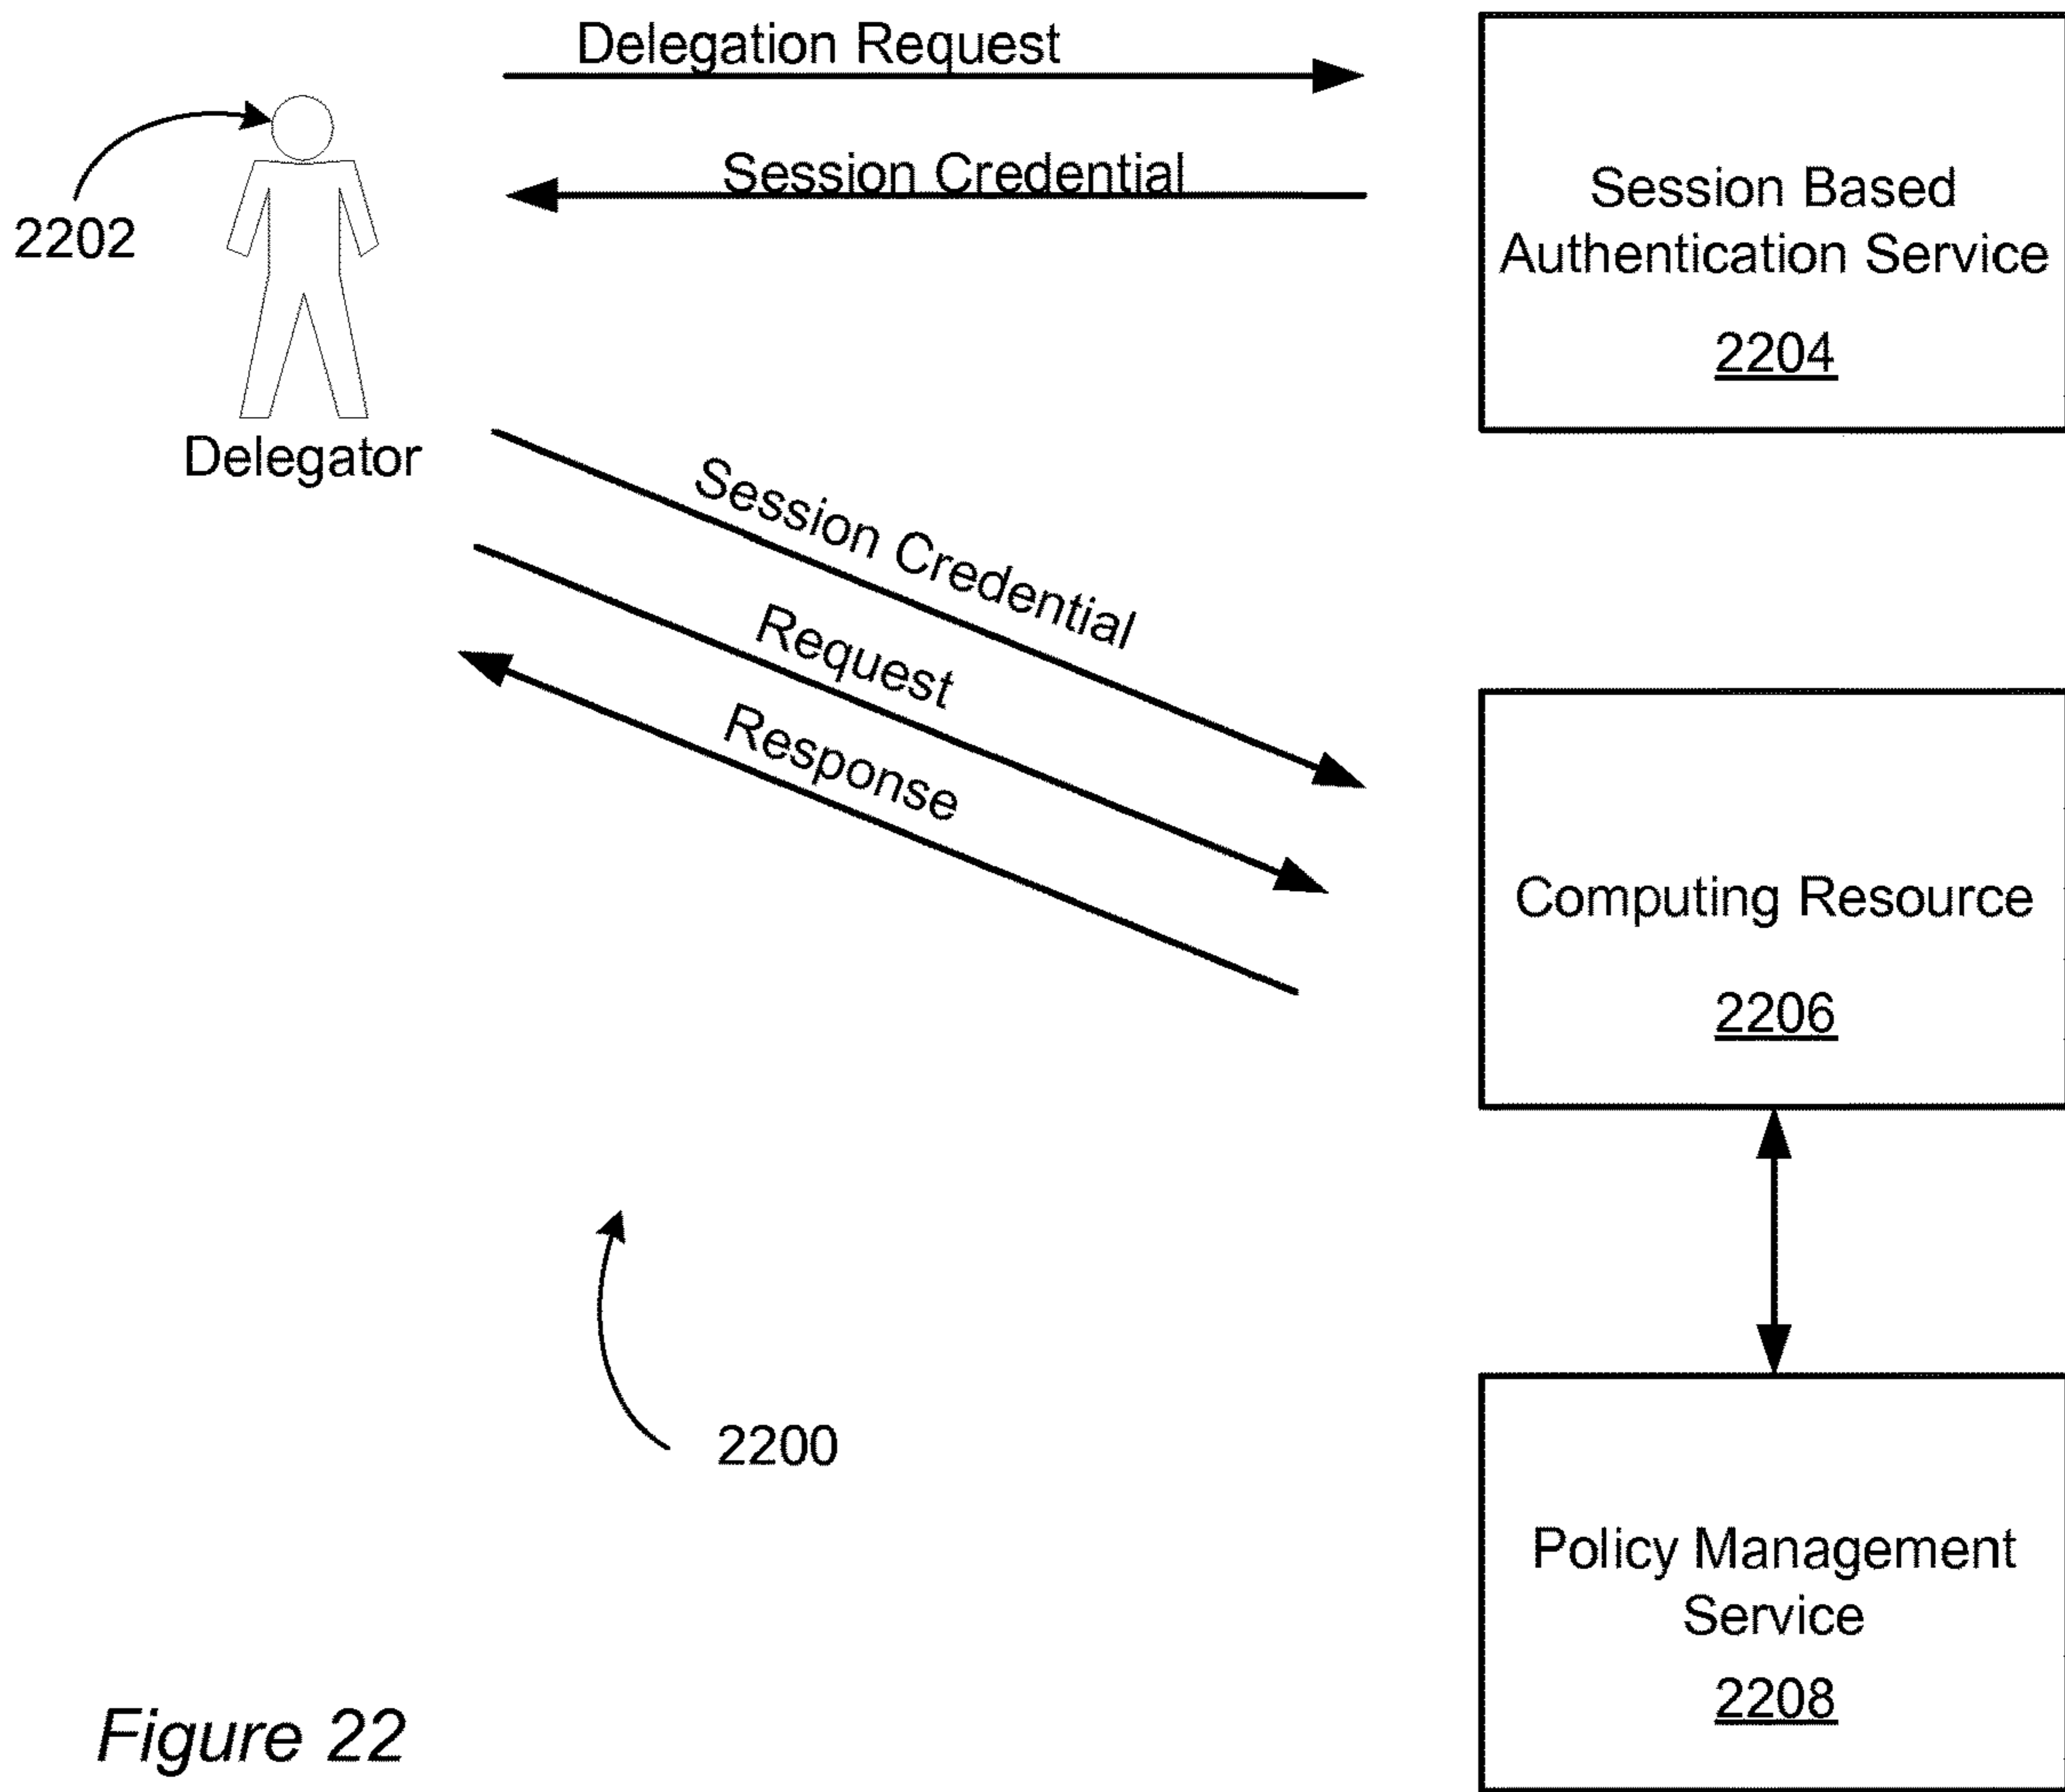 Delegation Request
Session Credential
2202
Delegator
Session Based
Authentication Service
2204
Session Credential
Request
Response
Computing Resource
2206
2200
Policy Management
Service
2208
Figure 22